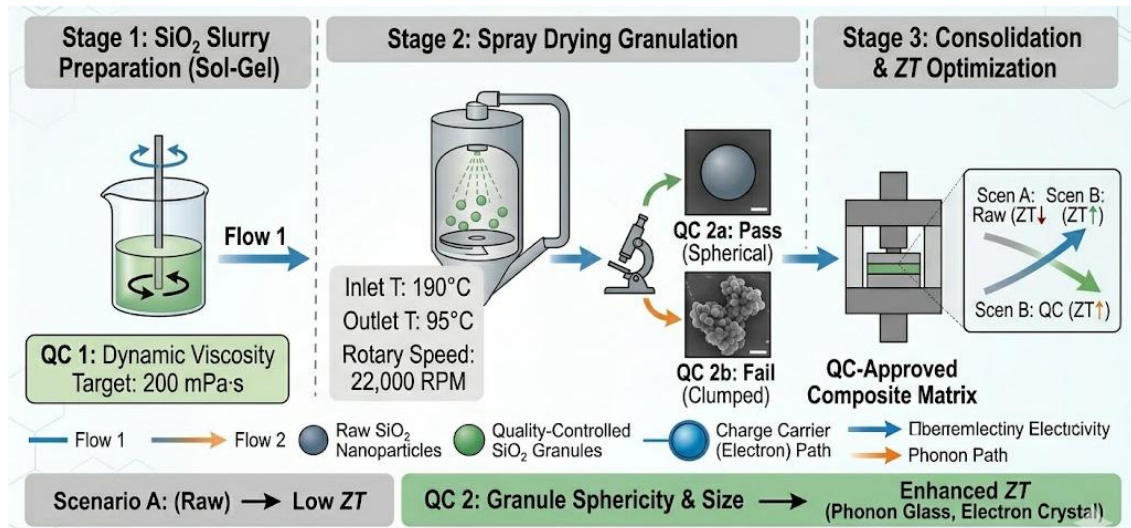 Stage 1: SiO₂ Slurry
Preparation (Sol-Gel)
Stage 2: Spray Drying Granulation
Stage 3: Consolidation
& ZT Optimization
Flow 1
QC 1: Dynamic Viscosity
Target: 200 mPa·s
Inlet T: 190°C
Outlet T: 95°C
Rotary Speed:
22,000 RPM
QC 2a: Pass
(Spherical)
QC 2b: Fail
(Clumped)
Scen A: Scen B:
Raw (ZT↓) (ZT↑)
Scen B: QC (ZT↑)
QC-Approved
Composite Matrix
Flow 1
Flow 2
Raw SiO₂
Nanoparticles
Quality-Controlled
SiO₂ Granules
Charge Carrier
(Electron) Path
Phonon Path
Scenario A: (Raw) → Low ZT
QC 2: Granule Sphericity & Size → Enhanced ZT
(Phonon Glass, Electron Crystal)